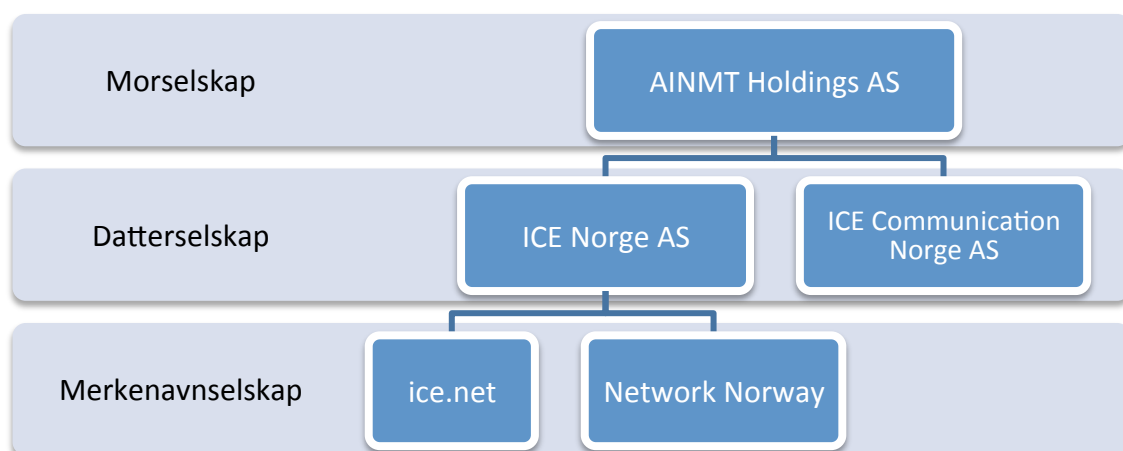 Morselskap
AINMT Holdings AS
Datterselskap
ICE Norge AS
ICE Communication
Norge AS
Merkenavnselskap
ice.net
Network Norway